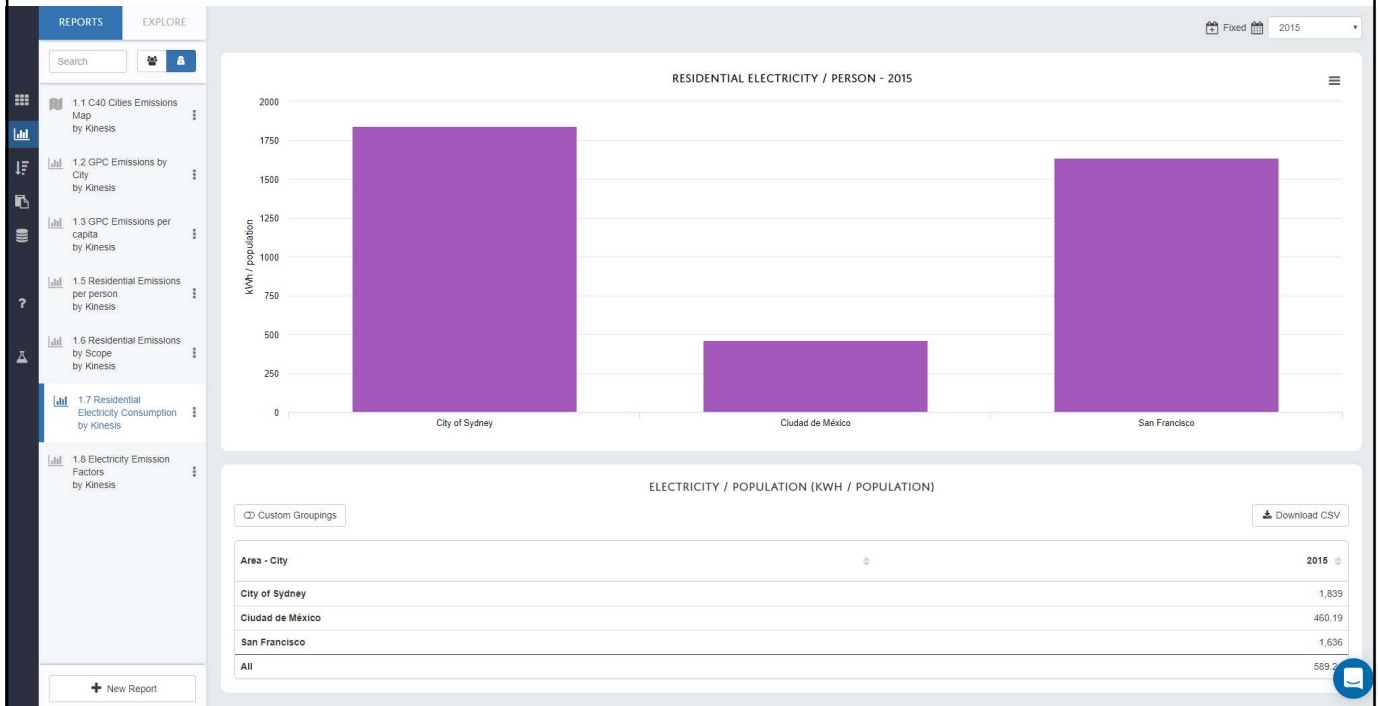 REPORTS
EXPLORE
Search
1.1 C40 Cities Emissions
Map
by Kinesis
1.2 GPC Emissions by
City
by Kinesis
1.3 GPC Emissions per
capita
by Kinesis
1.5 Residential Emissions
per person
by Kinesis
1.6 Residential Emissions
by Scope
by Kinesis
1.7 Residential
Electricity Consumption
by Kinesis
1.8 Electricity Emission
Factors
by Kinesis
New Report
?
Fixed
2015
RESIDENTIAL ELECTRICITY / PERSON - 2015
kWh / population
2000
1750
1500
1250
1000
750
500
250
0
City of Sydney
Ciudad de México
San Francisco
ELECTRICITY / POPULATION (KWH / POPULATION)
Custom Groupings
Download CSV
Area - City 2015
City of Sydney 1,839
Ciudad de México 460.19
San Francisco 1,636
All